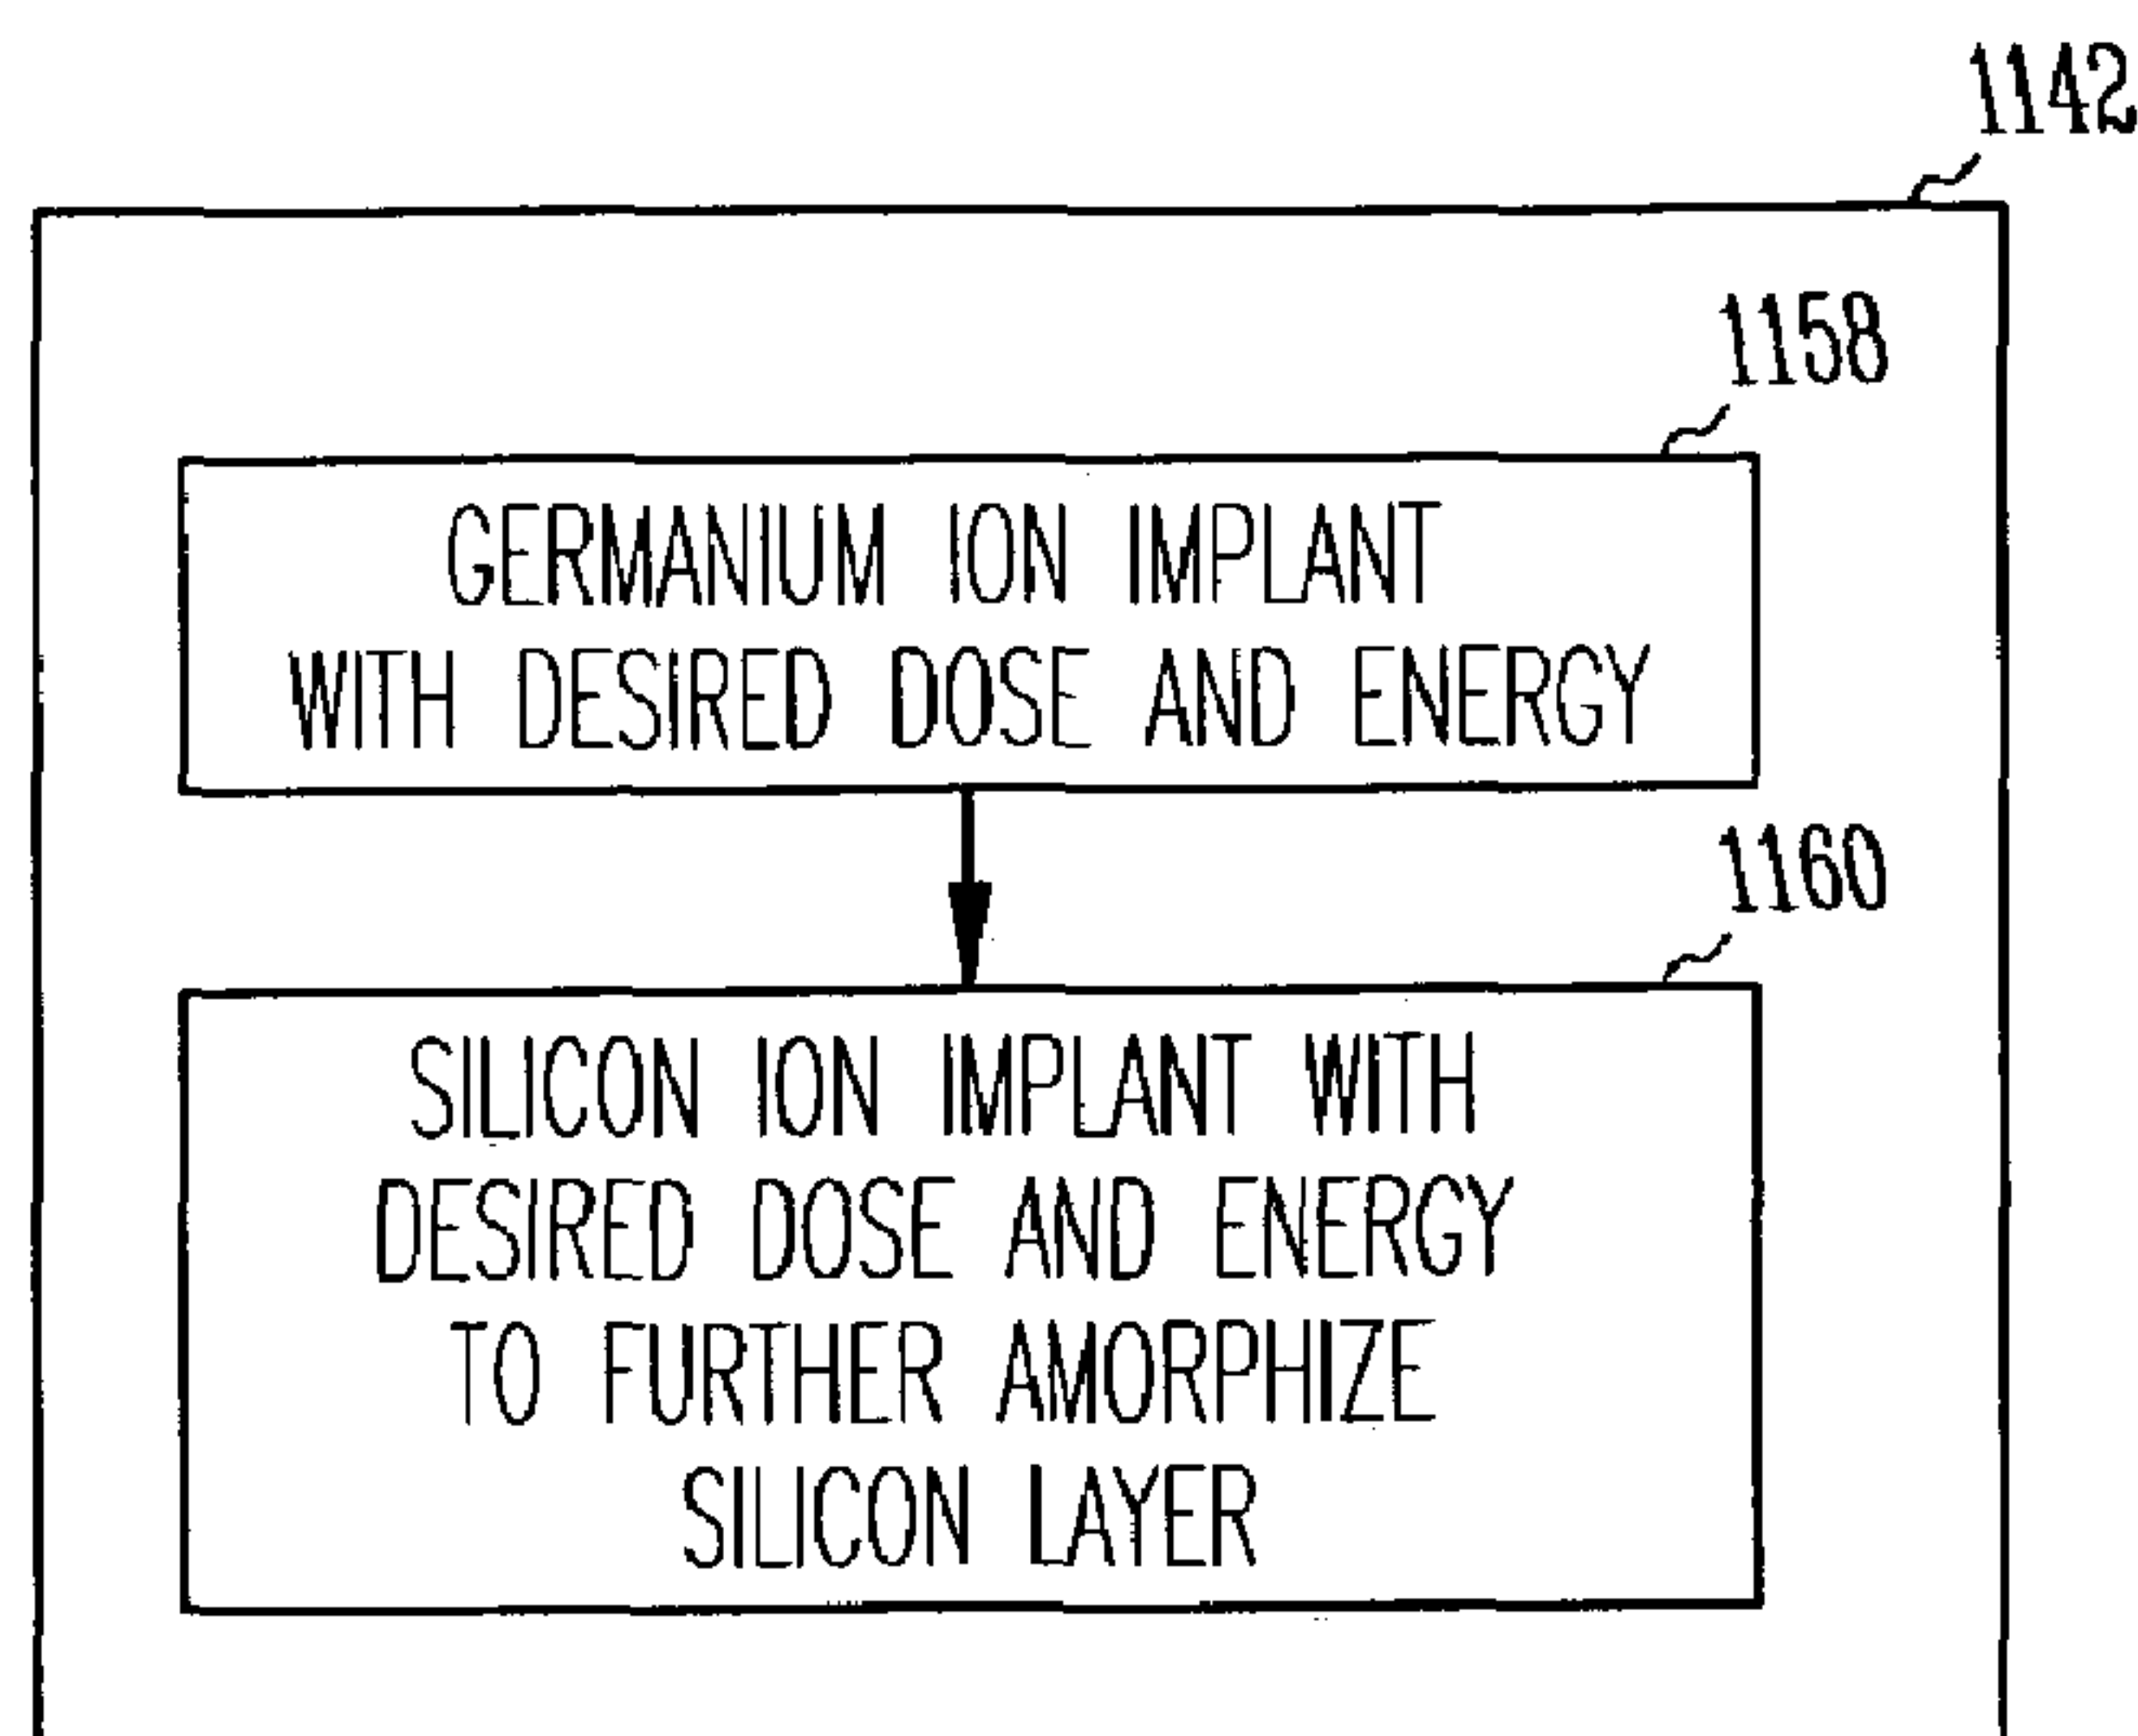 1142
1158
GERMANIUM ION IMPLANT
WITH DESIRED DOSE AND ENERGY
1160
SILICON ION IMPLANT WITH
DESIRED DOSE AND ENERGY
TO FURTHER AMORPHIZE
SILICON LAYER